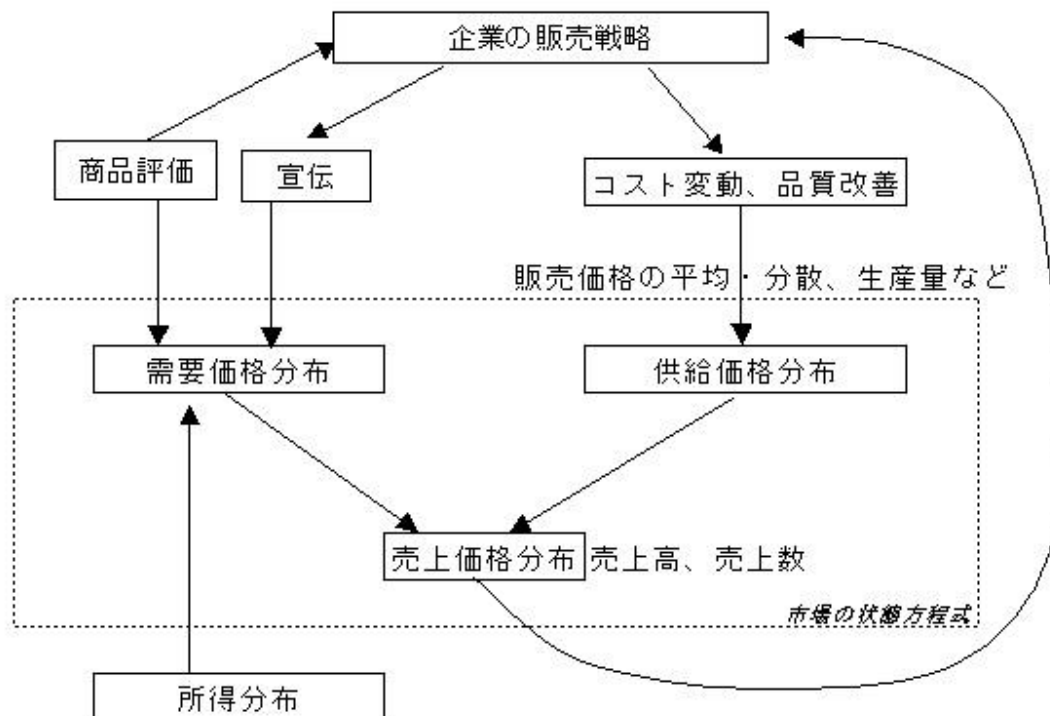 企業の販売戦略
商品評価
宣伝
コスト変動、品質改善
販売価格の平均・分散、生産量など
需要価格分布
供給価格分布
売上価格分布
売上高、売上数
市場の状態方程式
所得分布